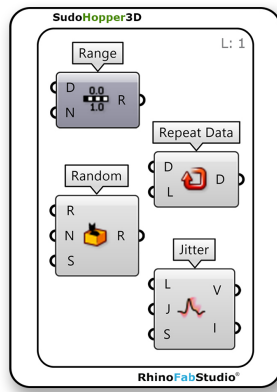 SudoHopper3D
L: 1
Range
D
0.0
R
N
1.0
Repeat Data
D
D
L
Random
R
N
R
S
Jitter
L
V
J
S
I
RhinoFabStudio®